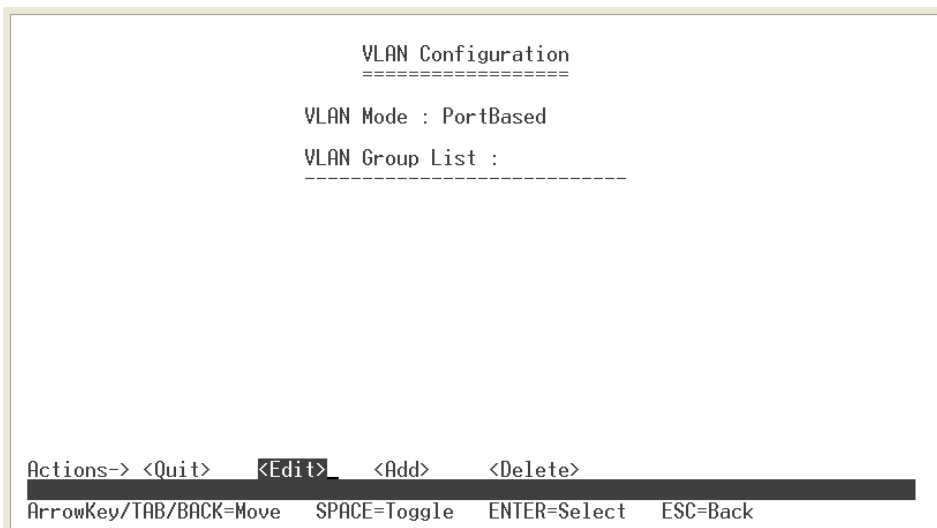 VLAN Configuration
===================
VLAN Mode : PortBased
VLAN Group List :
----------------------------
Actions-> <Quit> <Edit>_ <Add> <Delete>
ArrowKey/TAB/BACK=Move SPACE=Toggle ENTER=Select ESC=Back